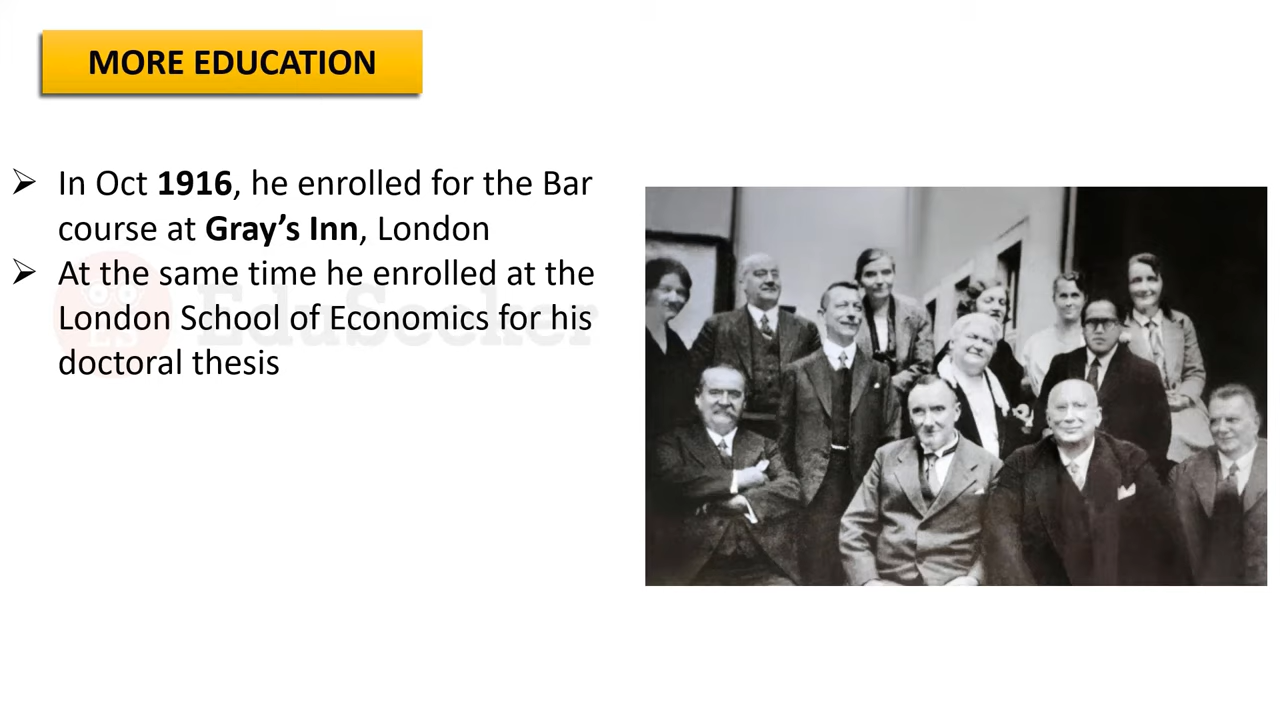 MORE EDUCATION
➢ In Oct 1916, he enrolled for the Bar
course at Gray’s Inn, London
➢ At the same time he enrolled at the
London School of Economics for his
doctoral thesis
EduSeeker